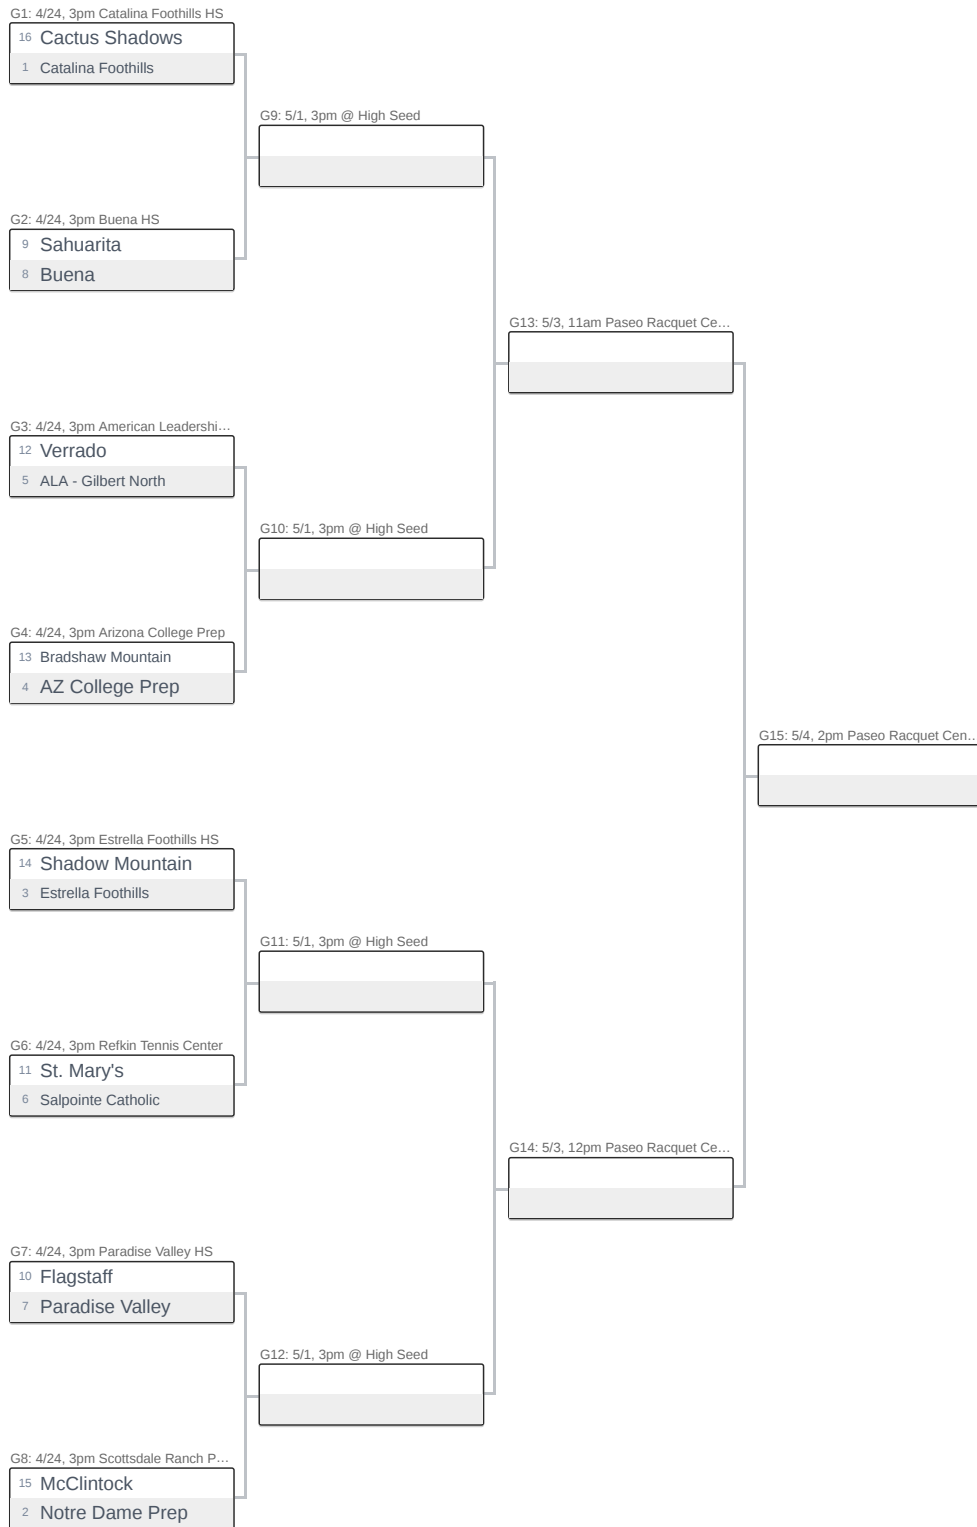 G1: 4/24, 3pm Catalina Foothills HS
16 Cactus Shadows
1 Catalina Foothills
G9: 5/1, 3pm @ High Seed
G2: 4/24, 3pm Buena HS
9 Sahuarita
8 Buena
G13: 5/3, 11am Paseo Racquet Ce...
G3: 4/24, 3pm American Leadershi...
12 Verrado
5 ALA - Gilbert North
G10: 5/1, 3pm @ High Seed
G4: 4/24, 3pm Arizona College Prep
13 Bradshaw Mountain
4 AZ College Prep
G15: 5/4, 2pm Paseo Racquet Cen...
G5: 4/24, 3pm Estrella Foothills HS
14 Shadow Mountain
3 Estrella Foothills
G11: 5/1, 3pm @ High Seed
G6: 4/24, 3pm Refkin Tennis Center
11 St. Mary's
6 Salpointe Catholic
G14: 5/3, 12pm Paseo Racquet Ce...
G7: 4/24, 3pm Paradise Valley HS
10 Flagstaff
7 Paradise Valley
G12: 5/1, 3pm @ High Seed
G8: 4/24, 3pm Scottsdale Ranch P...
15 McClintock
2 Notre Dame Prep